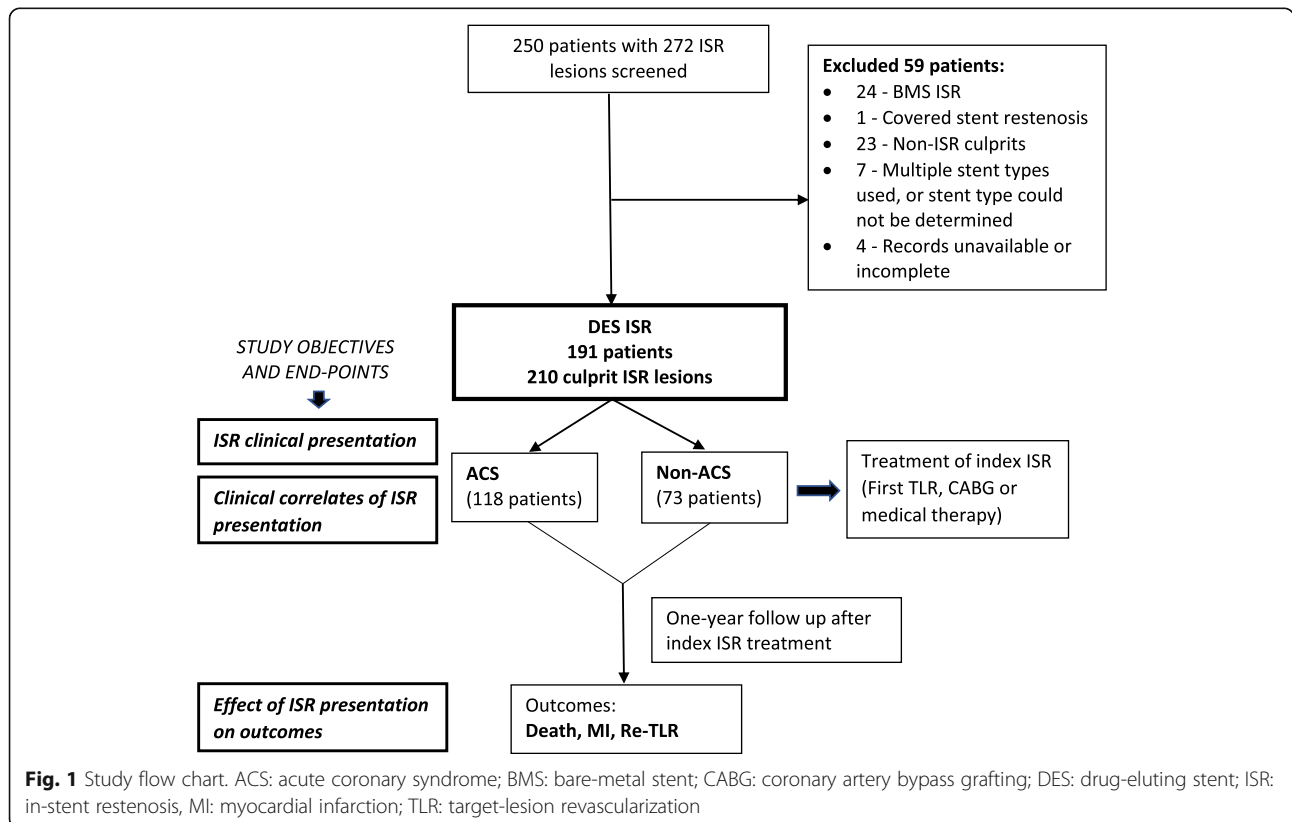 250 patients with 272 ISR
lesions screened
Excluded 59 patients:
• 24 - BMS ISR
• 1 - Covered stent restenosis
• 23 - Non-ISR culprits
• 7 - Multiple stent types
used, or stent type could
not be determined
• 4 - Records unavailable or
incomplete
DES ISR
191 patients
210 culprit ISR lesions
STUDY OBJECTIVES
AND END-POINTS
ISR clinical presentation
Clinical correlates of ISR
presentation
ACS
(118 patients)
Non-ACS
(73 patients)
Treatment of index ISR
(First TLR, CABG or
medical therapy)
One-year follow up after
index ISR treatment
Effect of ISR presentation
on outcomes
Outcomes:
Death, MI, Re-TLR
Fig. 1 Study flow chart. ACS: acute coronary syndrome; BMS: bare-metal stent; CABG: coronary artery bypass grafting; DES: drug-eluting stent; ISR:
in-stent restenosis, MI: myocardial infarction; TLR: target-lesion revascularization